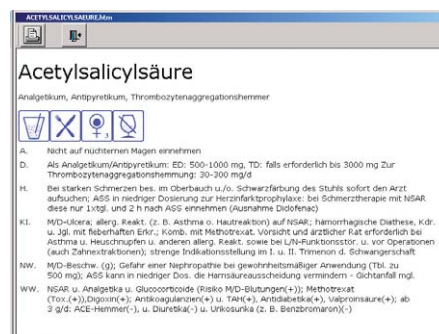 ACETYLSALICYLSAEURE.htm
Acetylsalicylsäure
Analgetikum, Antipyretikum, Thrombozytenaggregationshemmer
3
A. Nicht auf nüchternen Magen einnehmen
D. Als Analgetikum/Antipyretikum: ED: 500-1000 mg, TD: falls erforderlich bis 3000 mg Zur
Thrombozytenaggregationshemmung: 30-300 mg/d
H. Bei starken Schmerzen bes. im Oberbauch u./o. Schwarzfärbung des Stuhls sofort den Arzt
aufsuchen; ASS in niedriger Dosierung zur Herzinfarktprophylaxe: bei Schmerztherapie mit NSAR
diese nur 1xtgl. und 2 h nach ASS einnehmen (Ausnahme Diclofenac)
KI. M/D-Ulcera; allerg. Reakt. (z. B. Asthma o. Hautreaktion) auf NSAR; hämorrhagische Diathese, Kdr.
u. Jgl. mit fieberhaften Erkr.; Komb. mit Methotrexat. Vorsicht und ärztlicher Rat erforderlich bei
Asthma u. Heuschnupfen u. anderen allerg. Reakt. sowie bei L/N-Funktionsstör. u. vor Operationen
(auch Zahnextraktionen); strenge Indikationsstellung im I. u. II. Trimenon d. Schwangerschaft
NW. M/D-Beschw. (g); Gefahr einer Nephropathie bei gewohnheitsmäßiger Anwendung (Tbl. zu
500 mg); ASS kann in niedriger Dos. die Harnsäureausscheidung vermindern - Gichtanfall mgl.
WW. NSAR u. Analgetika u. Glucocorticoide (Risiko M/D-Blutungen(+)); Methotrexat
(Tox.(+)),Digoxin(+); Antikoagulanzien(+) u. TAH(+), Antidiabetika(+), Valproinsäure(+); ab
3 g/d: ACE-Hemmer(-), u. Diuretika(-) u. Urikosurika (z. B. Benzbromaron)(-)